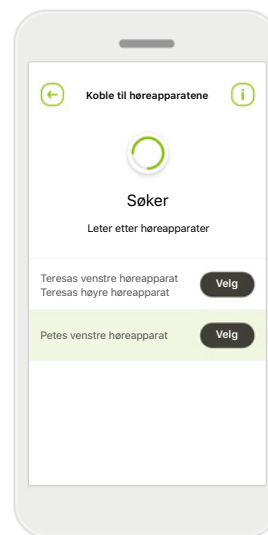 Koble til høreapparatene
Søker
Leter etter høreapparater
Teresas venstre høreapparat
Teresas høyre høreapparat
Velg
Petes venstre høreapparat
Velg